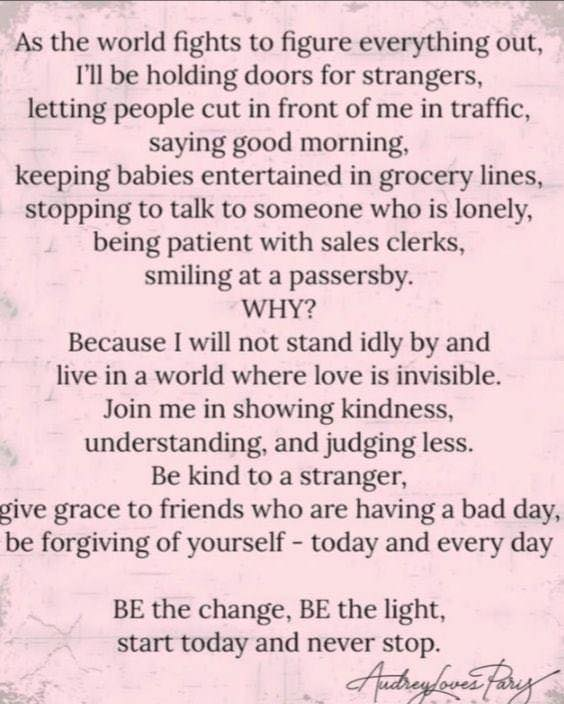 As the world fights to figure everything out,
I'll be holding doors for strangers,
letting people cut in front of me in traffic,
saying good morning,
keeping babies entertained in grocery lines,
stopping to talk to someone who is lonely,
being patient with sales clerks,
smiling at a passersby.
WHY?
Because I will not stand idly by and
live in a world where love is invisible.
Join me in showing kindness,
understanding, and judging less.
Be kind to a stranger,
give grace to friends who are having a bad day,
be forgiving of yourself - today and every day
BE the change, BE the light,
start today and never stop.
AudreyLovesParis